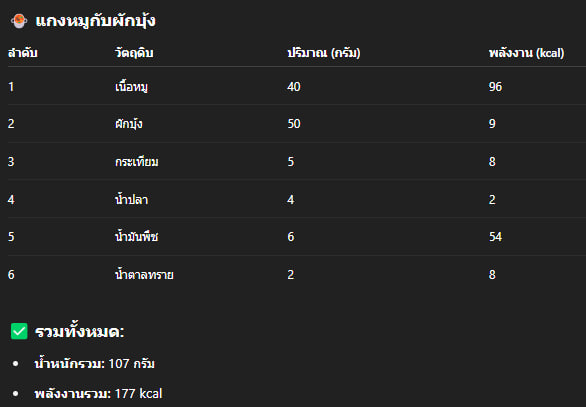 แกงหมูกับผักบุ้ง
ลำดับ วัตถุดิบ ปริมาณ (กรัม) พลังงาน (kcal)
1 เนื้อหมู 40 96
2 ผักบุ้ง 50 9
3 กระเทียม 5 8
4 น้ำปลา 4 2
5 น้ำมันพืช 6 54
6 น้ำตาลทราย 2 8
รวมทั้งหมด:
น้ำหนักรวม: 107 กรัม
พลังงานรวม: 177 kcal